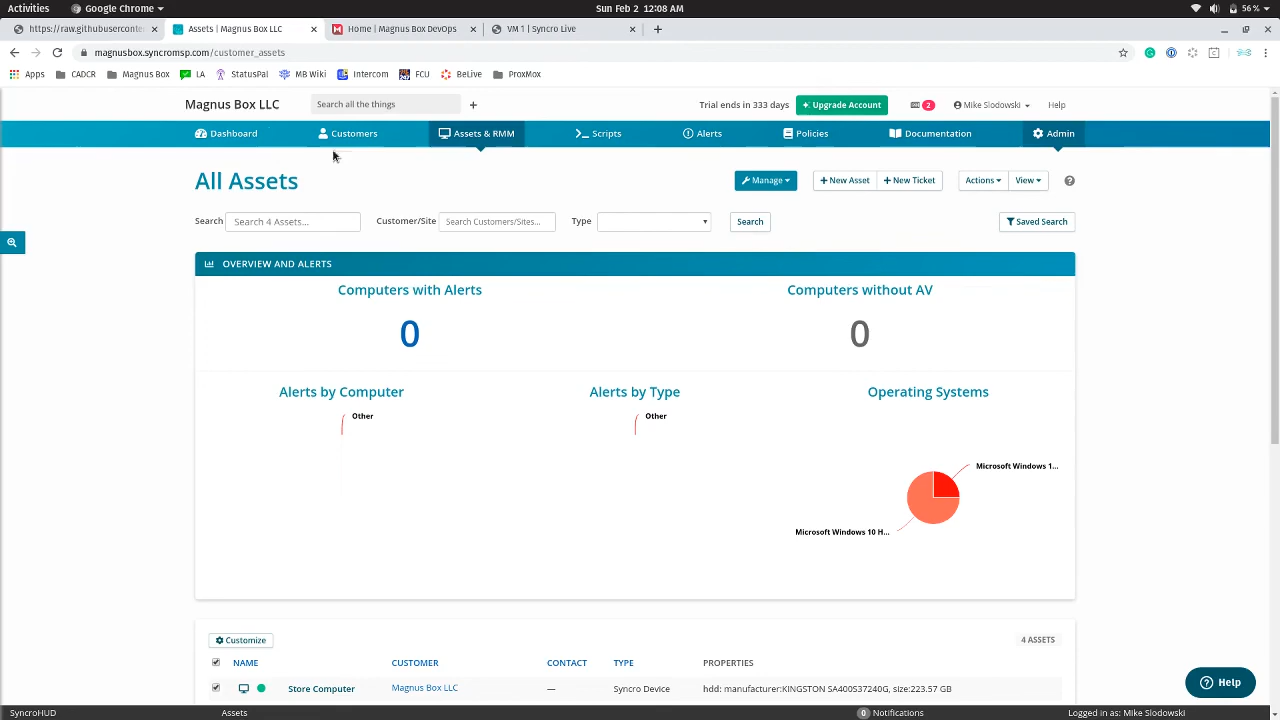 Activities Google Chrome Sun Feb 2 12:08 AM 56 %
https://raw.githubusercontent Assets | Magnus Box LLC Home | Magnus Box DevOps VM 1 | Syncro Live
magnusbox.syncromsp.com/customer_assets
Apps CADCR Magnus Box LA StatusPal MB Wiki Intercom FCU BeLive ProxMox
Magnus Box LLC Search all the things + Trial ends in 333 days Upgrade Account 2 Mike Slodowski Help
Dashboard Customers Assets & RMM Scripts Alerts Policies Documentation Admin
All Assets Manage New Asset New Ticket Actions View ?
Search Search 4 Assets... Customer/Site Search Customers/Sites... Type Search Saved Search
OVERVIEW AND ALERTS
Computers with Alerts Computers without AV
0 0
Alerts by Computer Alerts by Type Operating Systems
Other Other
Microsoft Windows 1...
Microsoft Windows 10 H...
Customize 4 ASSETS
NAME CUSTOMER CONTACT TYPE PROPERTIES
Store Computer Magnus Box LLC — Syncro Device hdd: manufacturer:KINGSTON SA400S37240G, size:223.57 GB
Help
SyncroHUD Assets 0 Notifications Logged in as: Mike Slodowski